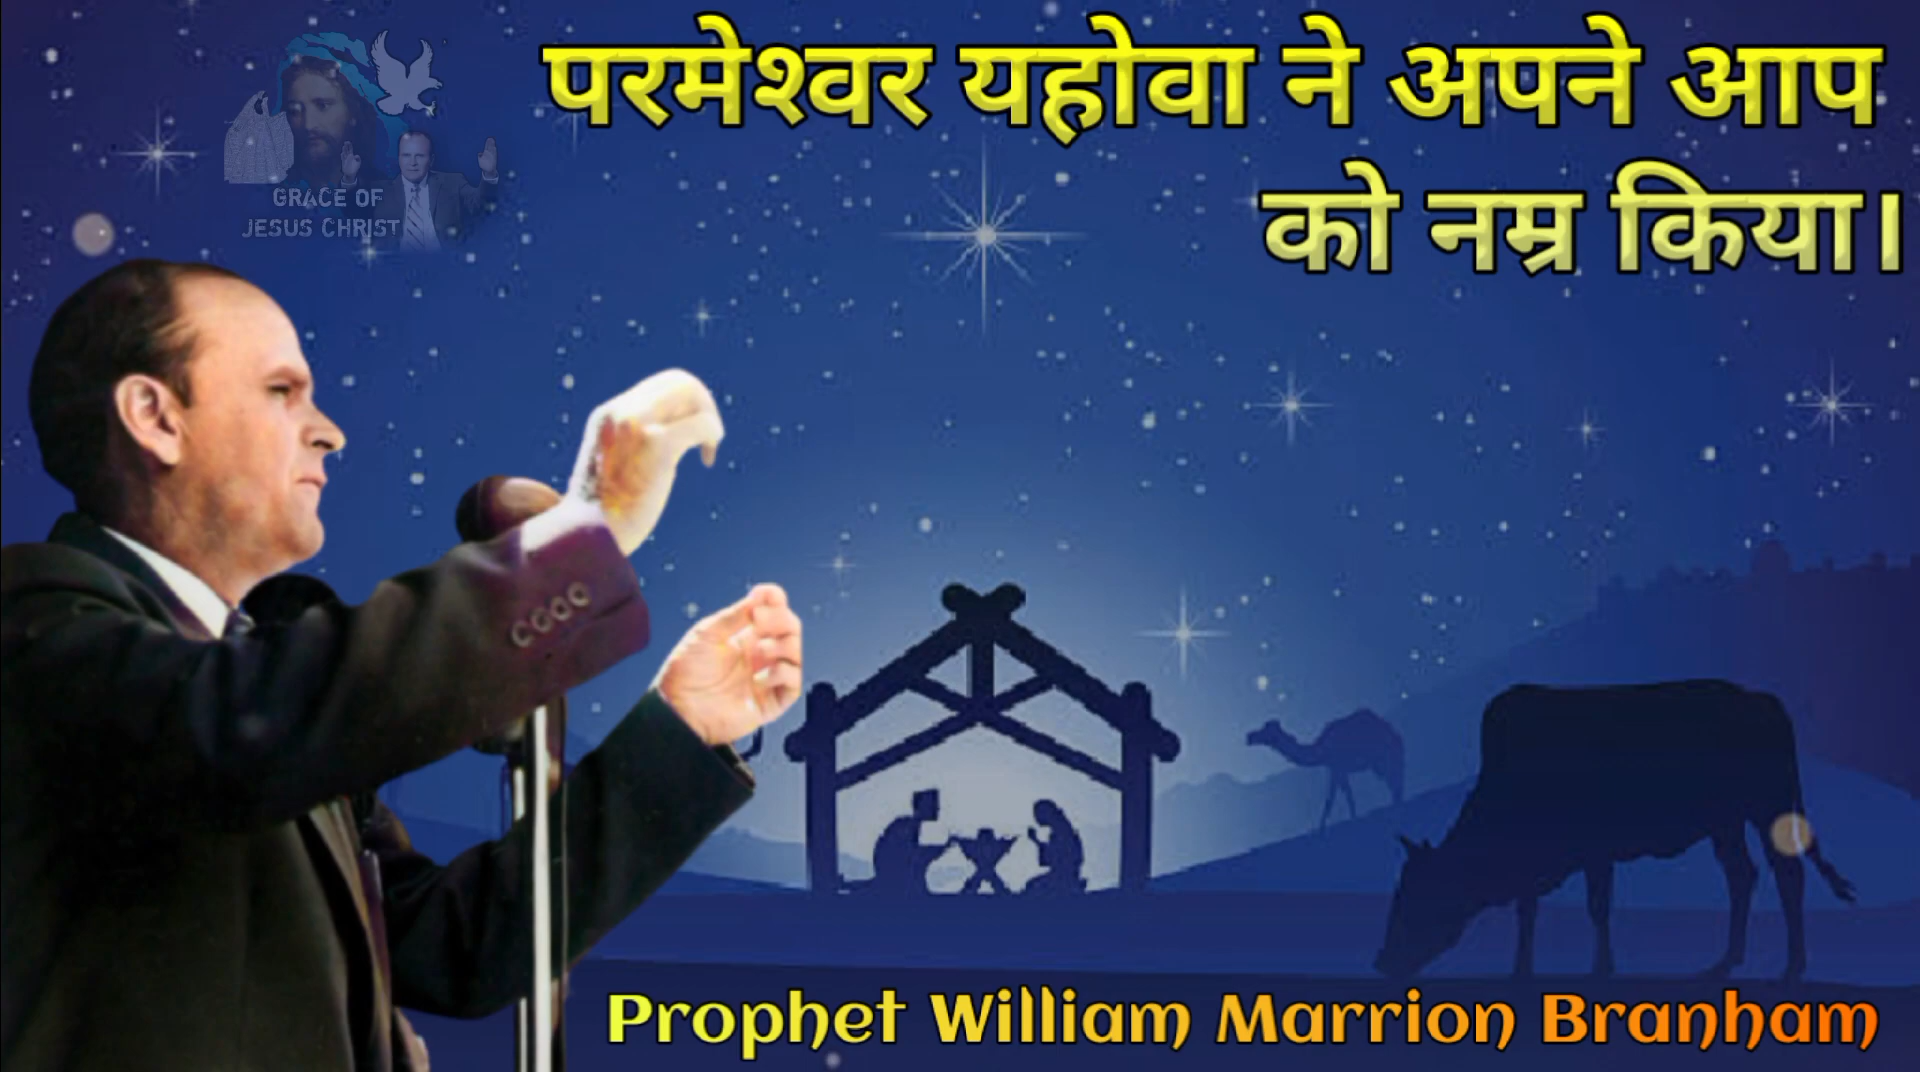 परमेश्वर यहोवा ने अपने आप
को नम्र किया।
GRACE OF
JESUS CHRIST
Prophet William Marrion Branham